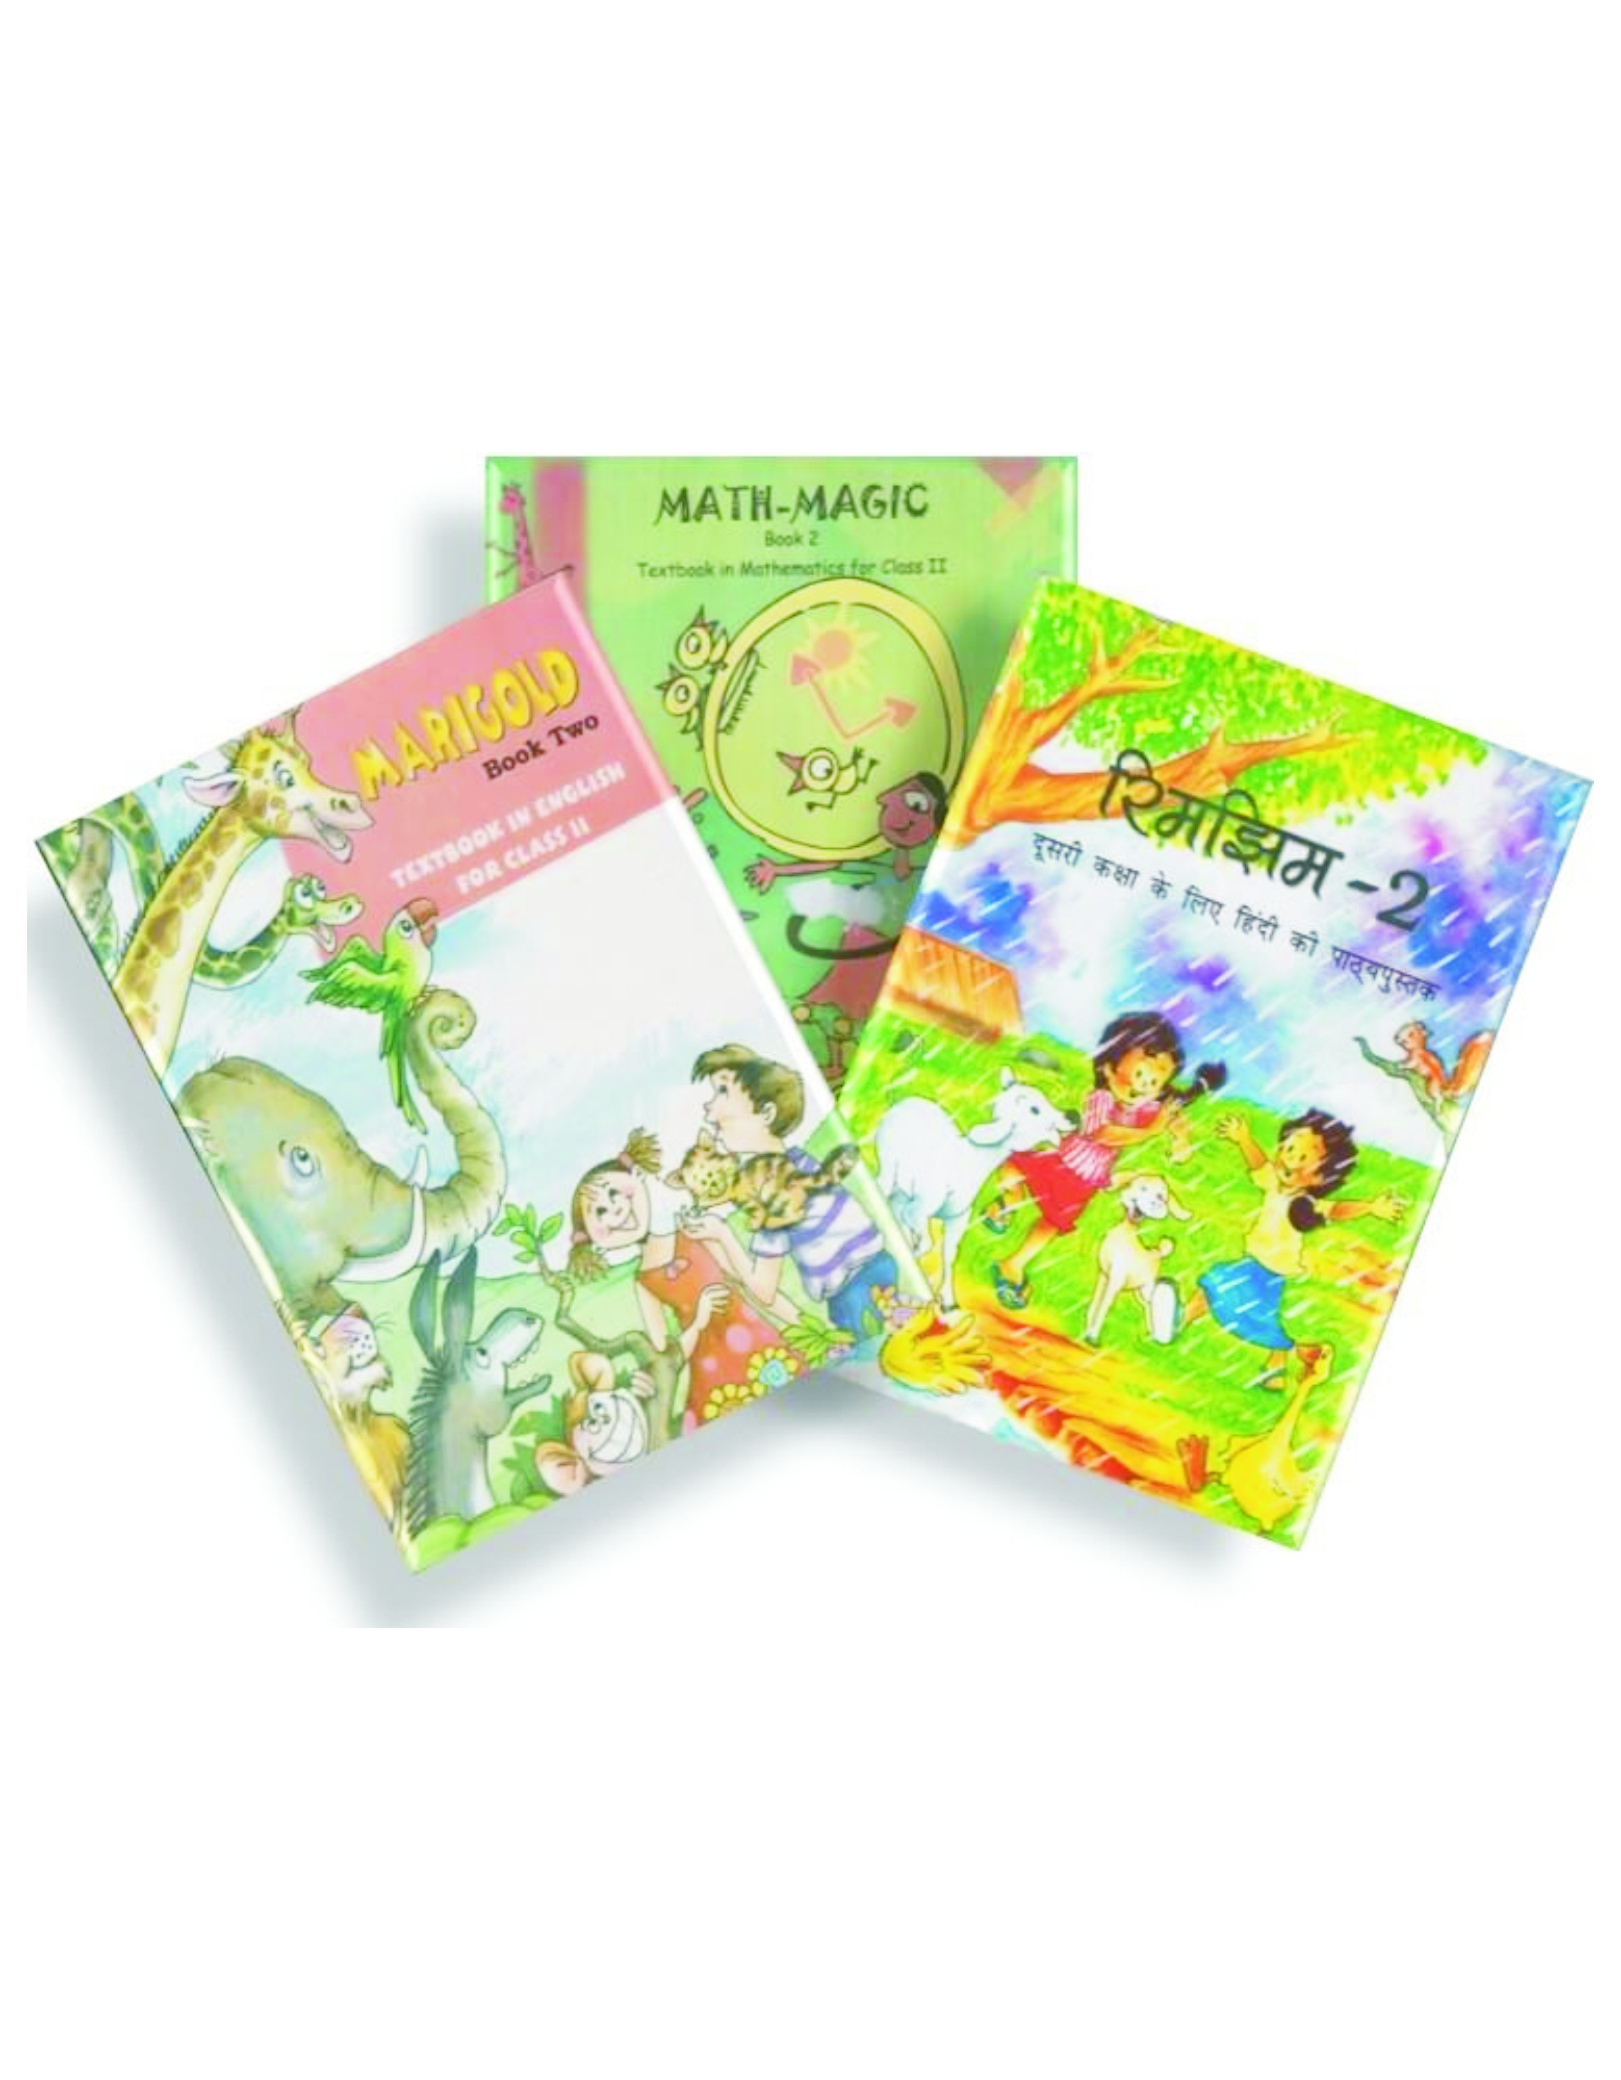 MATH-MAGIC
Book 2
Textbook in Mathematics for Class II
MARIGOLD
Book Two
TEXTBOOK IN ENGLISH
FOR CLASS II
रिमझिम -2
दूसरी कक्षा के लिए हिंदी की पाठ्यपुस्तक